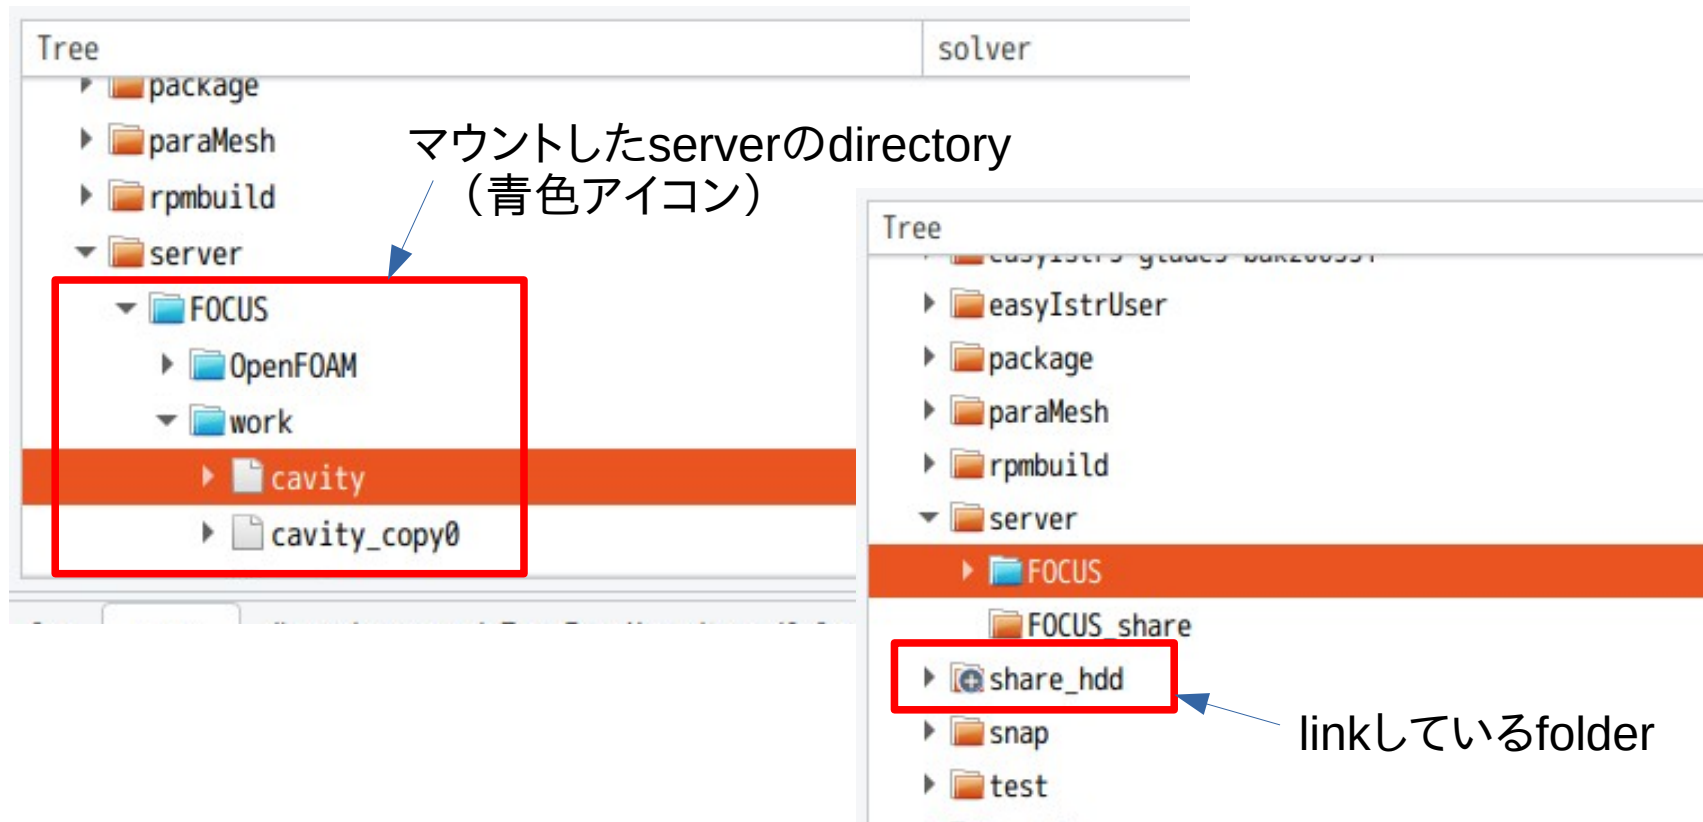 Tree
solver
package
paraMesh
マウントしたserverのdirectory
（青色アイコン）
rpmbuild
server
FOCUS
OpenFOAM
work
cavity
cavity_copy0
Tree
easyIstrUser
package
paraMesh
rpmbuild
server
FOCUS
FOCUS_share
share_hdd
linkしているfolder
snap
test